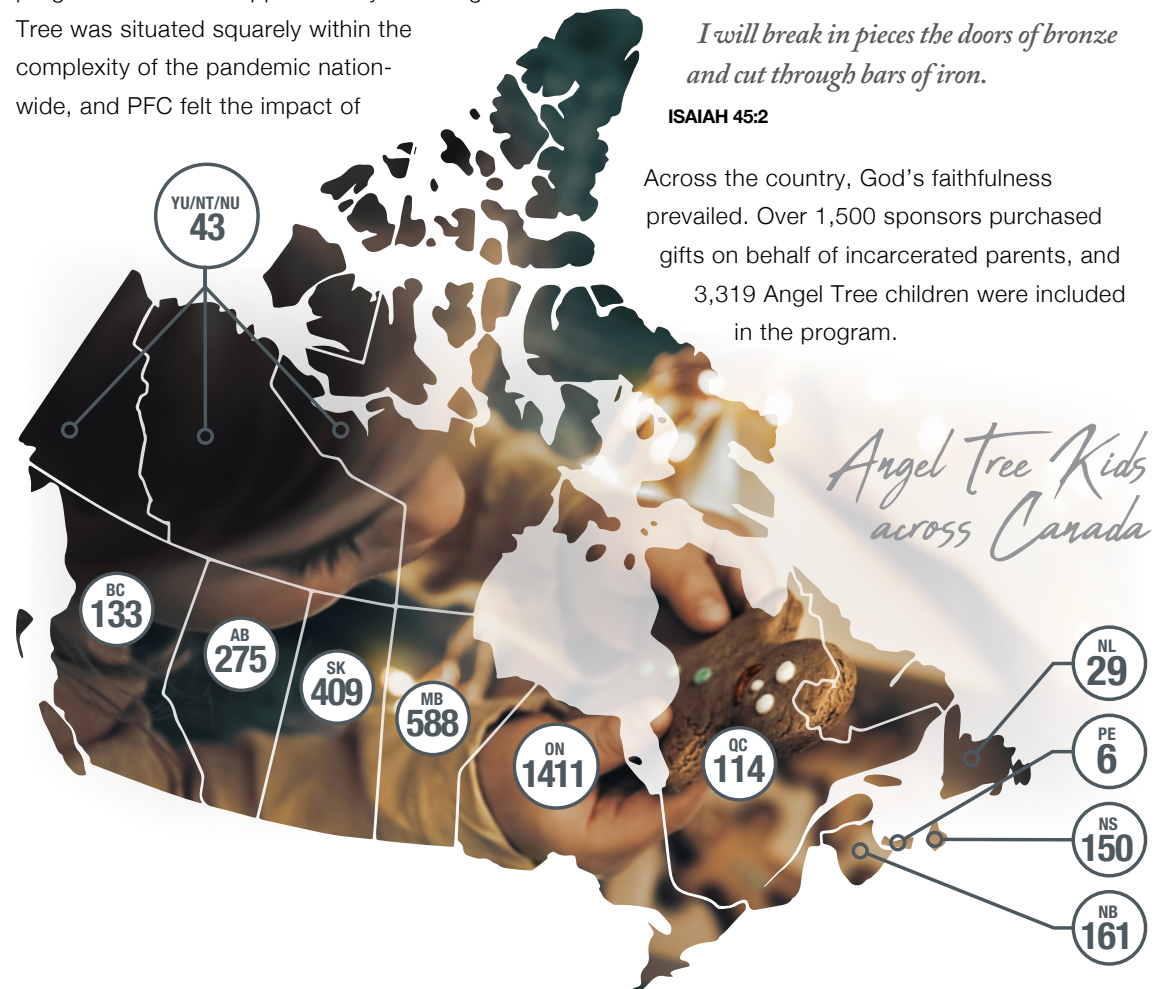 Tree was situated squarely within the
complexity of the pandemic nation-
wide, and PFC felt the impact of
I will break in pieces the doors of bronze
and cut through bars of iron.
ISAIAH 45:2
Across the country, God’s faithfulness
prevailed. Over 1,500 sponsors purchased
gifts on behalf of incarcerated parents, and
3,319 Angel Tree children were included
in the program.
Angel Tree Kids
across Canada
YU/NT/NU
43
BC
133
AB
275
SK
409
MB
588
ON
1411
QC
114
NL
29
PE
6
NS
150
NB
161